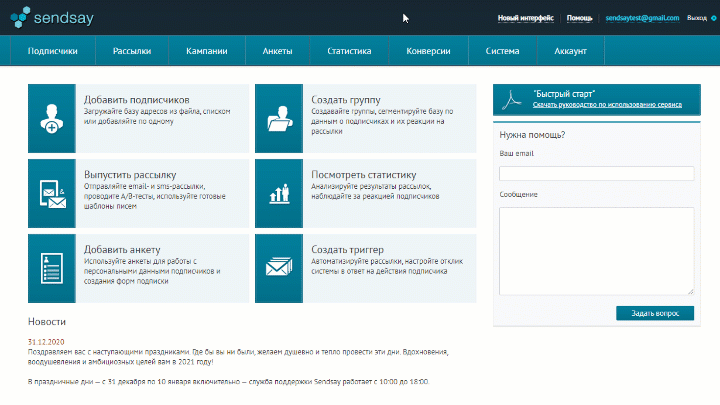 sendsay
Новый интерфейс
Помощь
sendsaytest@gmail.com
Выход
Подписчики
Рассылки
Кампании
Анкеты
Статистика
Конверсии
Система
Аккаунт
Добавить подписчиков
Загружайте базу адресов из файла, списком
или добавляйте по одному
Создать группу
Создавайте группы, сегментируйте базу по
данным о подписчиках и их реакции на
рассылки
Выпустить рассылку
Отправляйте email- и sms-рассылки,
проводите A/B-тесты, используйте готовые
шаблоны писем
Посмотреть статистику
Анализируйте результаты рассылок,
наблюдайте за реакцией подписчиков
Добавить анкету
Используйте анкеты для работы с
персональными данными подписчиков и
создания форм подписки
Создать триггер
Автоматизируйте рассылки, настройте отклик
системы в ответ на действия подписчика
"Быстрый старт"
Скачать руководство по использованию сервиса
Нужна помощь?
Ваш email
Сообщение
Задать вопрос
Новости
31.12.2020
Поздравляем вас с наступающими праздниками. Где бы вы ни были, желаем душевно и тепло провести эти дни. Вдохновения,
воодушевления и амбициозных целей вам в 2021 году!
В праздничные дни — с 31 декабря по 10 января включительно — служба поддержки Sendsay работает с 10:00 до 18:00.